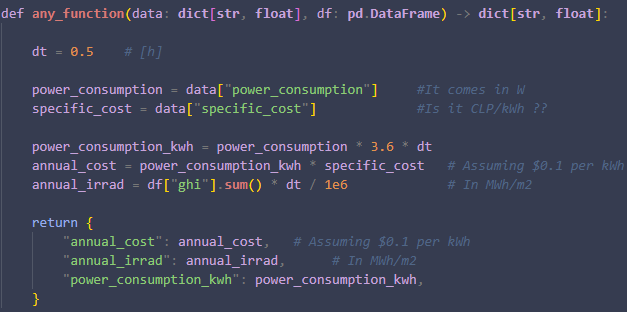 def any_function(data: dict[str, float], df: pd.DataFrame) -> dict[str, float]:
dt = 0.5 # [h]
power_consumption = data["power_consumption"] #It comes in W
specific_cost = data["specific_cost"] #Is it CLP/kWh ??
power_consumption_kwh = power_consumption * 3.6 * dt
annual_cost = power_consumption_kwh * specific_cost # Assuming $0.1 per kWh
annual_irrad = df["ghi"].sum() * dt / 1e6 # In MWh/m2
return {
"annual_cost": annual_cost, # Assuming $0.1 per kWh
"annual_irrad": annual_irrad, # In MWh/m2
"power_consumption_kwh": power_consumption_kwh,
}